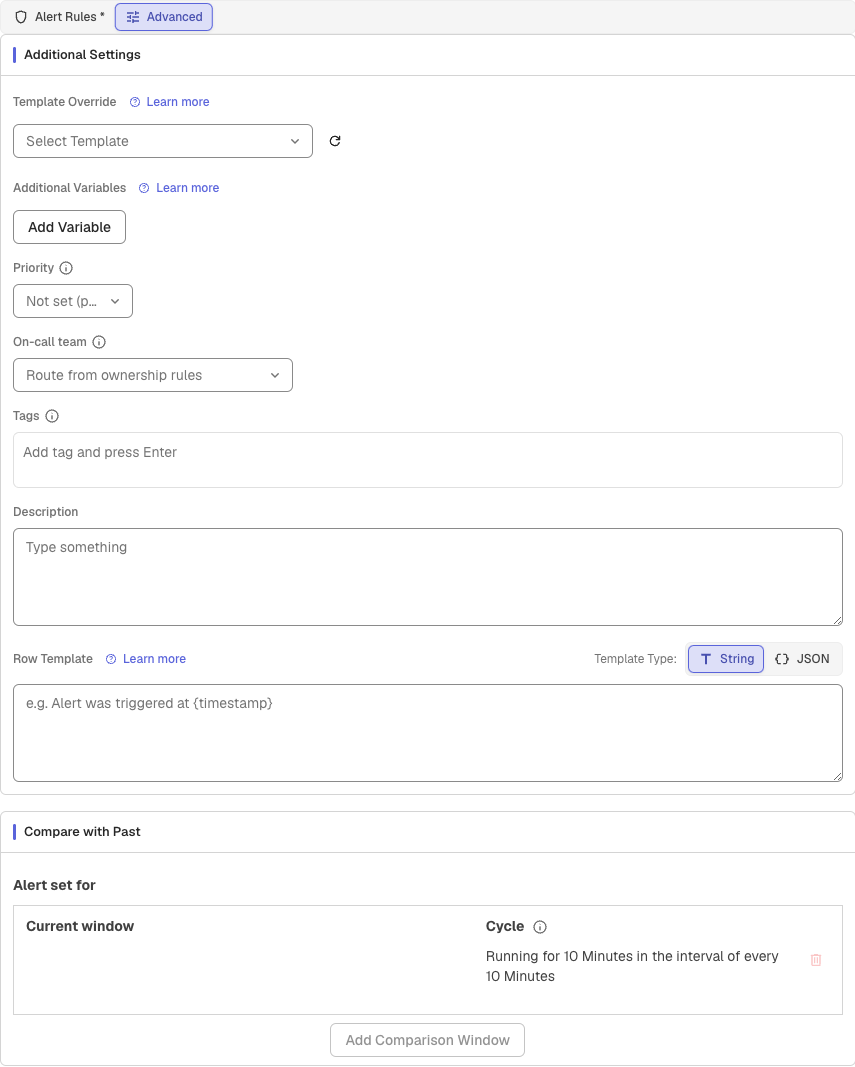 Alert Rules *
Advanced
Additional Settings
Template Override Learn more
Select Template
Additional Variables Learn more
Add Variable
Priority
Not set (p...
On-call team
Route from ownership rules
Tags
Add tag and press Enter
Description
Type something
Row Template Learn more
Template Type: String JSON
e.g. Alert was triggered at {timestamp}
Compare with Past
Alert set for
Current window
Cycle
Running for 10 Minutes in the interval of every
10 Minutes
Add Comparison Window